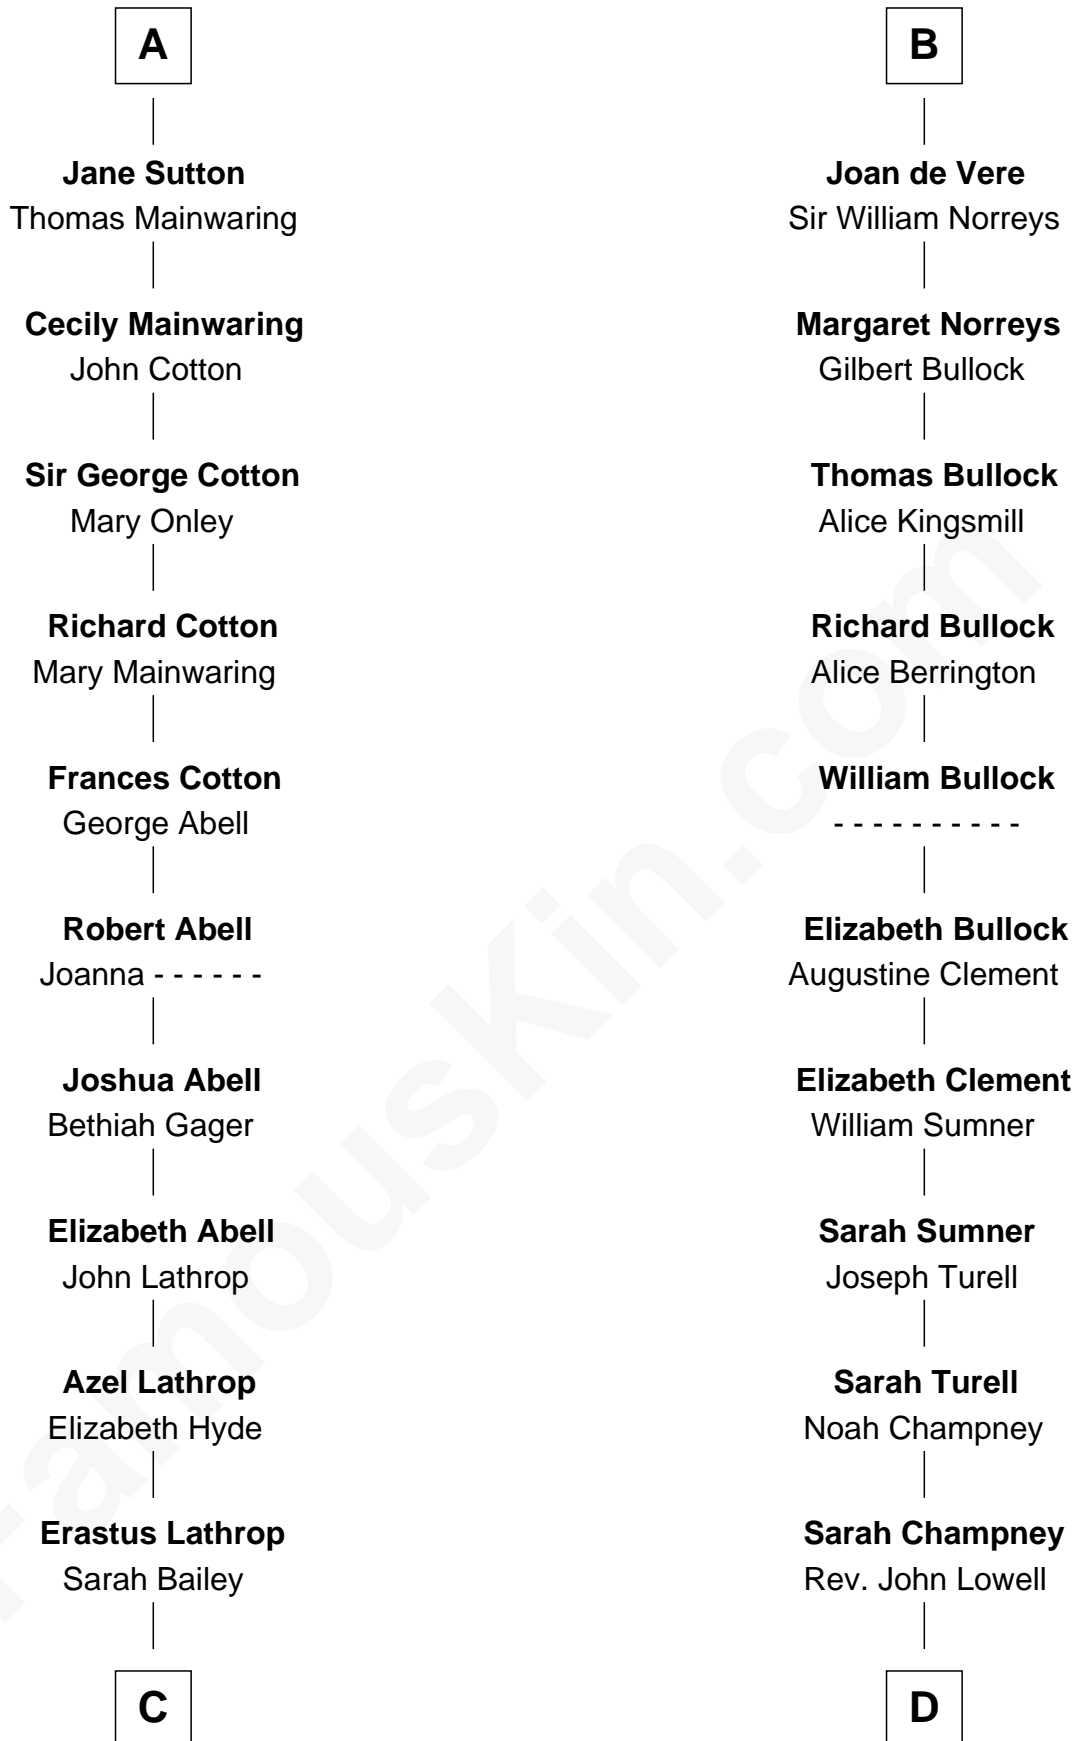 A
Jane Sutton
Thomas Mainwaring
Cecily Mainwaring
John Cotton
Sir George Cotton
Mary Onley
Richard Cotton
Mary Mainwaring
Frances Cotton
George Abell
Robert Abell
Joanna - - - - - -
Joshua Abell
Bethiah Gager
Elizabeth Abell
John Lathrop
Azel Lathrop
Elizabeth Hyde
Erastus Lathrop
Sarah Bailey
C
B
Joan de Vere
Sir William Norreys
Margaret Norreys
Gilbert Bullock
Thomas Bullock
Alice Kingsmill
Richard Bullock
Alice Berrington
William Bullock
- - - - - - - - - -
Elizabeth Bullock
Augustine Clement
Elizabeth Clement
William Sumner
Sarah Sumner
Joseph Turell
Sarah Turell
Noah Champney
Sarah Champney
Rev. John Lowell
D
FamousKin.com